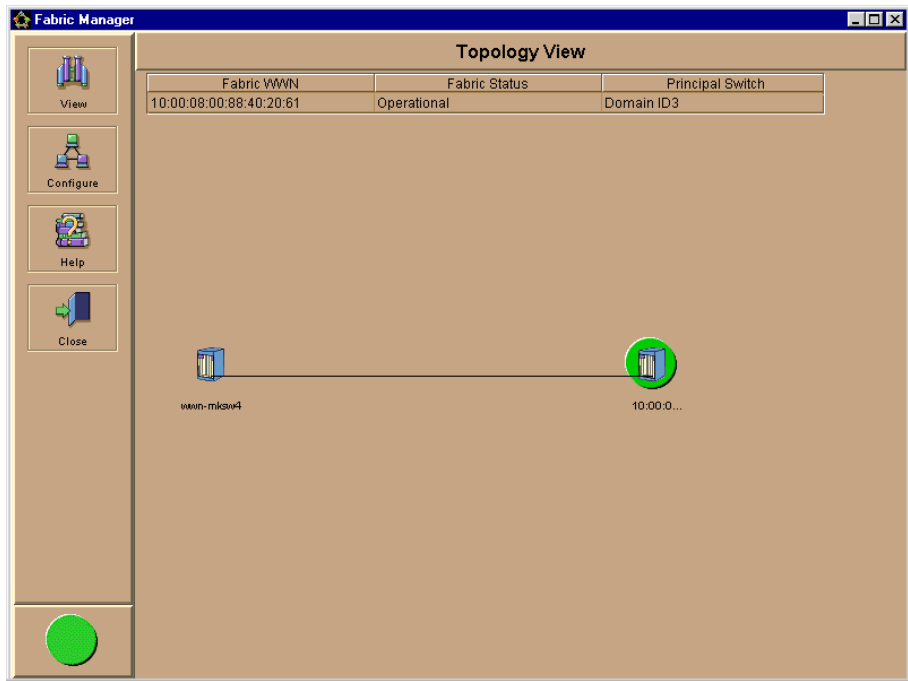 Fabric Manager
Topology View
Fabric WWN Fabric Status Principal Switch
10:00:08:00:88:40:20:61 Operational Domain ID3
View
Configure
Help
Close
wwn-mksw4
10:00:0...